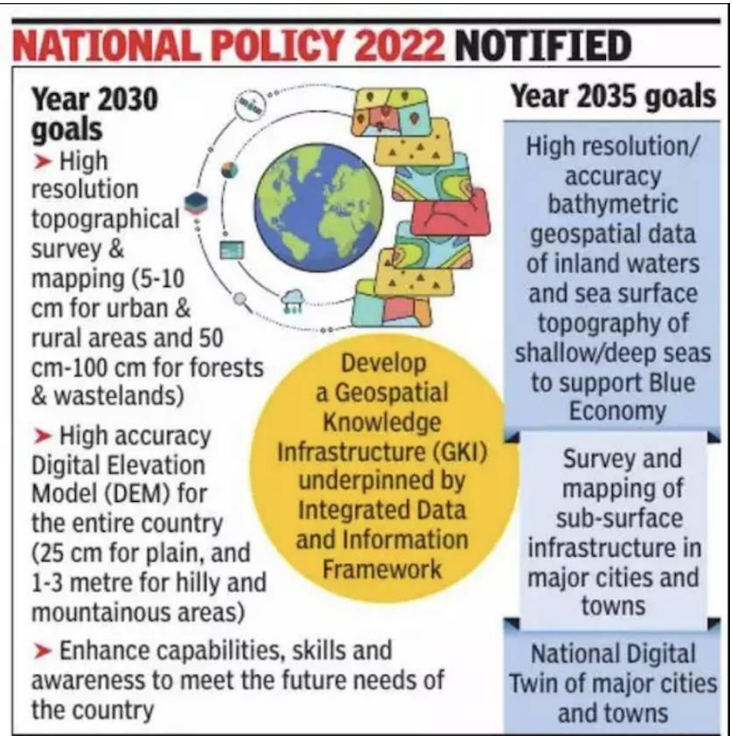 NATIONAL POLICY 2022 NOTIFIED
Year 2030
goals
➤ High
resolution
topographical
survey &
mapping (5-10
cm for urban &
rural areas and 50
cm-100 cm for forests
& wastelands)
➤ High accuracy
Digital Elevation
Model (DEM) for
the entire country
(25 cm for plain, and
1-3 metre for hilly and
mountainous areas)
➤ Enhance capabilities, skills and
awareness to meet the future needs of
the country
Develop
a Geospatial
Knowledge
Infrastructure (GKI)
underpinned by
Integrated Data
and Information
Framework
Year 2035 goals
High resolution/
accuracy
bathymetric
geospatial data
of inland waters
and sea surface
topography of
shallow/deep seas
to support Blue
Economy
Survey and
mapping of
sub-surface
infrastructure in
major cities and
towns
National Digital
Twin of major cities
and towns